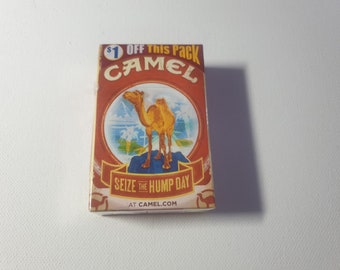 $1 OFF THIS PACK
CAMEL
SEIZE THE HUMP DAY
AT CAMEL.COM